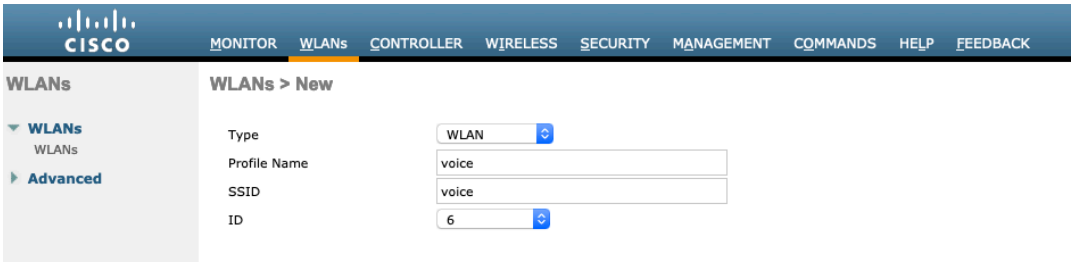 CISCO
MONITOR WLANs CONTROLLER WIRELESS SECURITY MANAGEMENT COMMANDS HELP FEEDBACK
WLANs
WLANs
WLANs
Advanced
WLANs > New
Type WLAN
Profile Name voice
SSID voice
ID 6